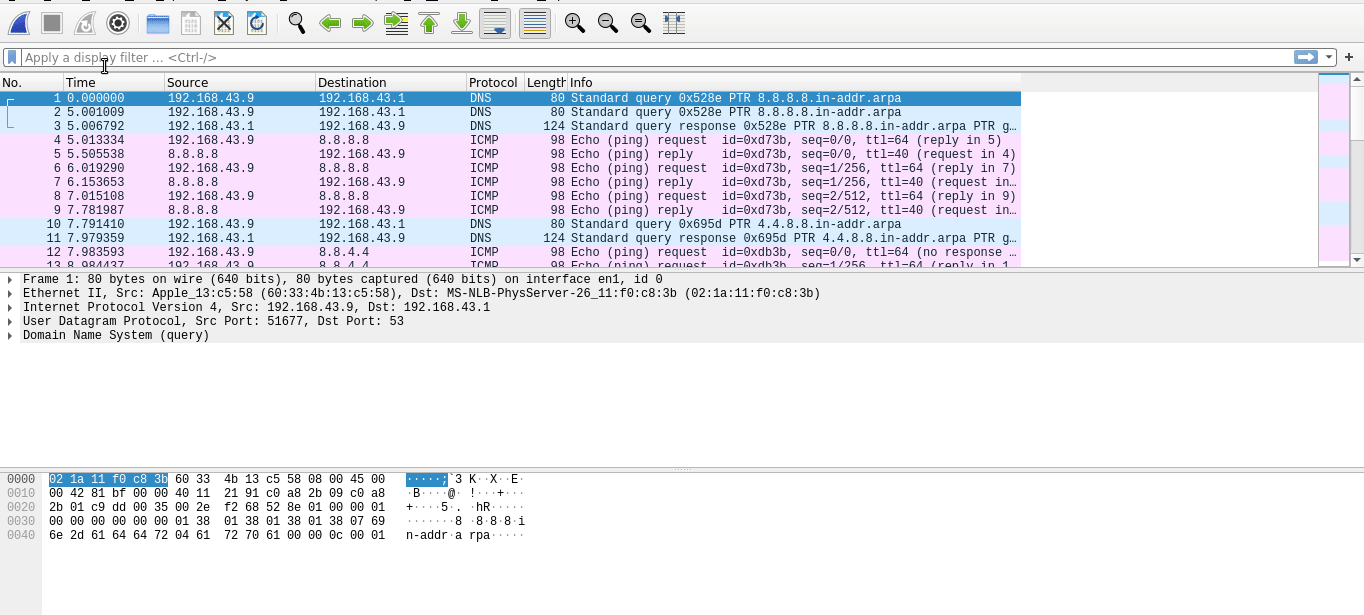 Apply a display filter ... <Ctrl-/>
No. Time Source Destination Protocol Length Info
1 0.000000 192.168.43.9 192.168.43.1 DNS 80 Standard query 0x528e PTR 8.8.8.8.in-addr.arpa
2 5.001009 192.168.43.9 192.168.43.1 DNS 80 Standard query 0x528e PTR 8.8.8.8.in-addr.arpa
3 5.006792 192.168.43.1 192.168.43.9 DNS 124 Standard query response 0x528e PTR 8.8.8.8.in-addr.arpa PTR g…
4 5.013334 192.168.43.9 8.8.8.8 ICMP 98 Echo (ping) request id=0xd73b, seq=0/0, ttl=64 (reply in 5)
5 5.505538 8.8.8.8 192.168.43.9 ICMP 98 Echo (ping) reply id=0xd73b, seq=0/0, ttl=40 (request in 4)
6 6.019290 192.168.43.9 8.8.8.8 ICMP 98 Echo (ping) request id=0xd73b, seq=1/256, ttl=64 (reply in 7)
7 6.153653 8.8.8.8 192.168.43.9 ICMP 98 Echo (ping) reply id=0xd73b, seq=1/256, ttl=40 (request in…
8 7.015108 192.168.43.9 8.8.8.8 ICMP 98 Echo (ping) request id=0xd73b, seq=2/512, ttl=64 (reply in 9)
9 7.781987 8.8.8.8 192.168.43.9 ICMP 98 Echo (ping) reply id=0xd73b, seq=2/512, ttl=40 (request in…
10 7.791410 192.168.43.9 192.168.43.1 DNS 80 Standard query 0x695d PTR 4.4.8.8.in-addr.arpa
11 7.979359 192.168.43.1 192.168.43.9 DNS 124 Standard query response 0x695d PTR 4.4.8.8.in-addr.arpa PTR g…
12 7.983593 192.168.43.9 8.8.4.4 ICMP 98 Echo (ping) request id=0xdb3b, seq=0/0, ttl=64 (no response …
13 8.984437 192.168.43.9 8.8.4.4 ICMP 98 Echo (ping) request id=0xdb3b, seq=1/256, ttl=64 (reply in 1…
Frame 1: 80 bytes on wire (640 bits), 80 bytes captured (640 bits) on interface en1, id 0
Ethernet II, Src: Apple_13:c5:58 (60:33:4b:13:c5:58), Dst: MS-NLB-PhysServer-26_11:f0:c8:3b (02:1a:11:f0:c8:3b)
Internet Protocol Version 4, Src: 192.168.43.9, Dst: 192.168.43.1
User Datagram Protocol, Src Port: 51677, Dst Port: 53
Domain Name System (query)
0000 02 1a 11 f0 c8 3b 60 33 4b 13 c5 58 08 00 45 00 ·····;`3 K··X··E·
0010 00 42 81 bf 00 00 40 11 21 91 c0 a8 2b 09 c0 a8 ·B····@· !···+···
0020 2b 01 c9 dd 00 35 00 2e f2 68 52 8e 01 00 00 01 +····5·. ·hR·····
0030 00 00 00 00 00 00 01 38 01 38 01 38 01 38 07 69 ·······8 ·8·8·8·i
0040 6e 2d 61 64 64 72 04 61 72 70 61 00 00 0c 00 01 n-addr·a rpa·····